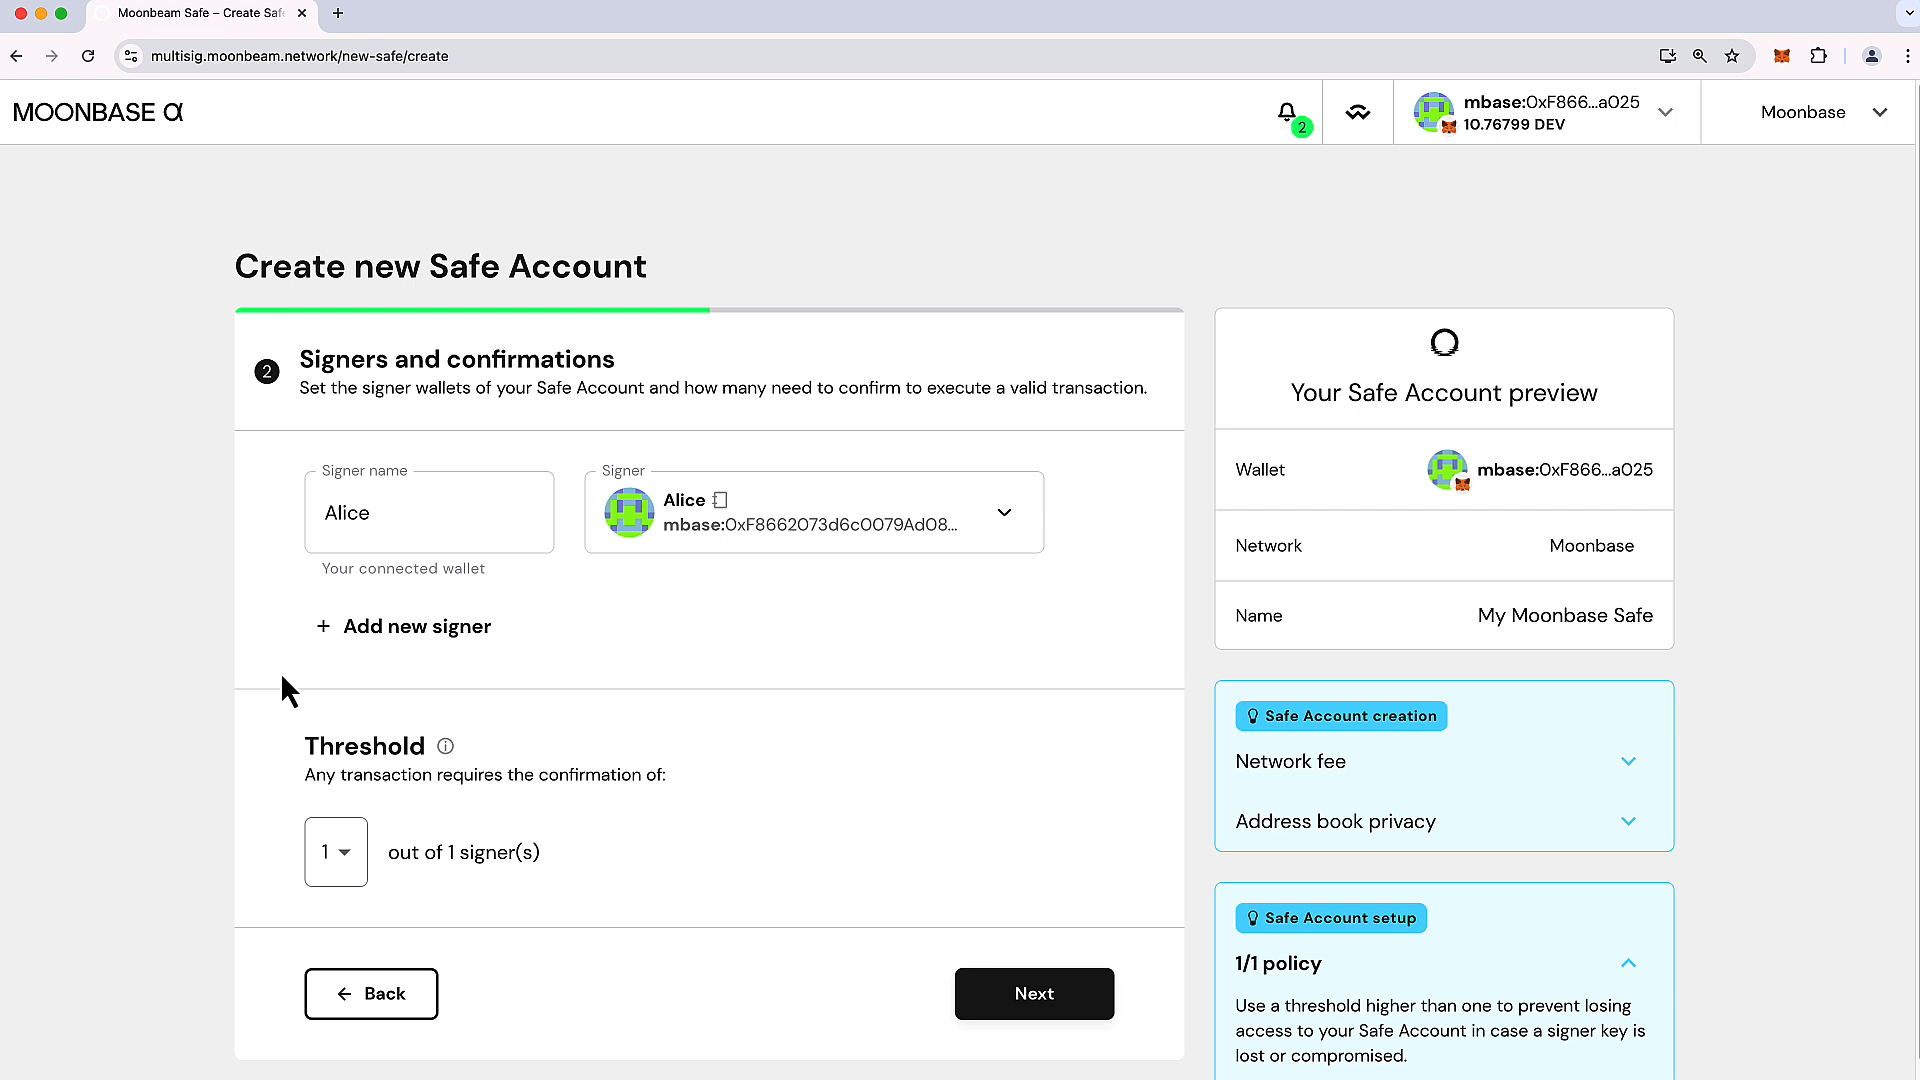 Moonbeam Safe – Create Safe
multisig.moonbeam.network/new-safe/create
MOONBASE α
2
mbase:0xF866...a025
10.76799 DEV
Moonbase
Create new Safe Account
2
Signers and confirmations
Set the signer wallets of your Safe Account and how many need to confirm to execute a valid transaction.
Signer name
Alice
Your connected wallet
Signer
Alice
mbase:0xF8662073d6c0079Ad08...
+ Add new signer
Threshold
Any transaction requires the confirmation of:
1
out of 1 signer(s)
Back
Next
Your Safe Account preview
Wallet
mbase:0xF866...a025
Network
Moonbase
Name
My Moonbase Safe
Safe Account creation
Network fee
Address book privacy
Safe Account setup
1/1 policy
Use a threshold higher than one to prevent losing
access to your Safe Account in case a signer key is
lost or compromised.